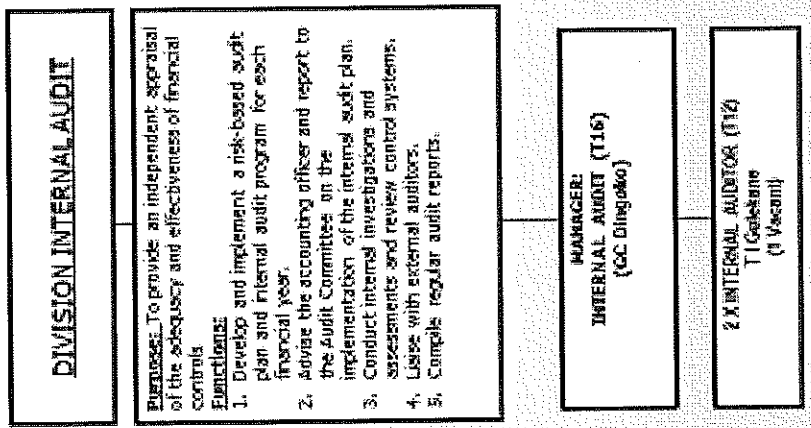 DIVISION INTERNAL AUDIT
Purpose: To provide an independent appraisal
of the adequacy and effectiveness of financial
controls.
Functions:
1. Develop and implement a risk-based audit
plan and internal audit program for each
financial year.
2. Advise the accounting officer and report to
the Audit Committee on the
implementation of the internal audit plan.
3. Conduct internal investigations and
assessments and review control systems.
4. Liaise with external auditors.
5. Compile regular audit reports.
MANAGER:
INTERNAL AUDIT (T16)
(GC Dingoko)
2 X INTERNAL AUDITOR (T12)
T I Galekane
(1 Vacant)